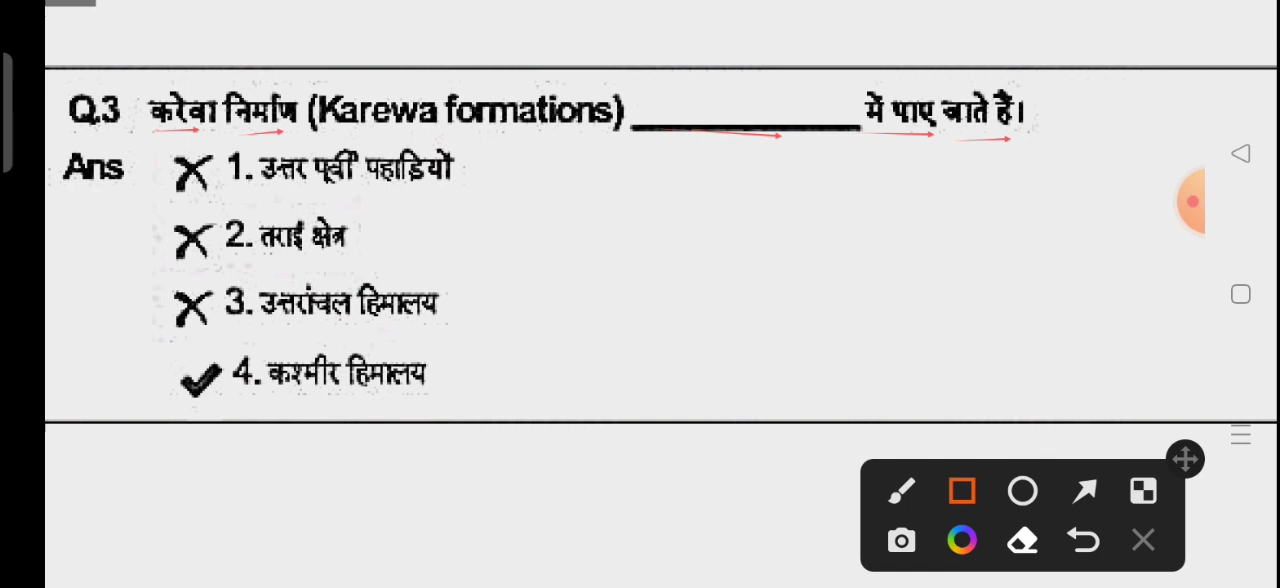 Q.3 करेवा निर्माण (Karewa formations) ____________ में पाए जाते हैं।
Ans 1. उत्तर पूर्वी पहाड़ियों
2. तराई क्षेत्र
3. उत्तरांचल हिमालय
4. कश्मीर हिमालय